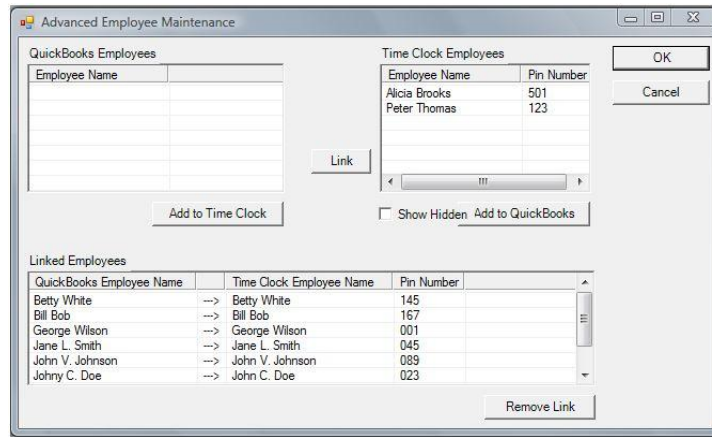 Advanced Employee Maintenance
QuickBooks Employees
Employee Name
Add to Time Clock
Link
Time Clock Employees
Employee Name Pin Number
Alicia Brooks 501
Peter Thomas 123
Show Hidden
Add to QuickBooks
OK
Cancel
Linked Employees
QuickBooks Employee Name Time Clock Employee Name Pin Number
Betty White ---> Betty White 145
Bill Bob ---> Bill Bob 167
George Wilson ---> George Wilson 001
Jane L. Smith ---> Jane L. Smith 045
John V. Johnson ---> John V. Johnson 089
Johny C. Doe ---> John C. Doe 023
Remove Link